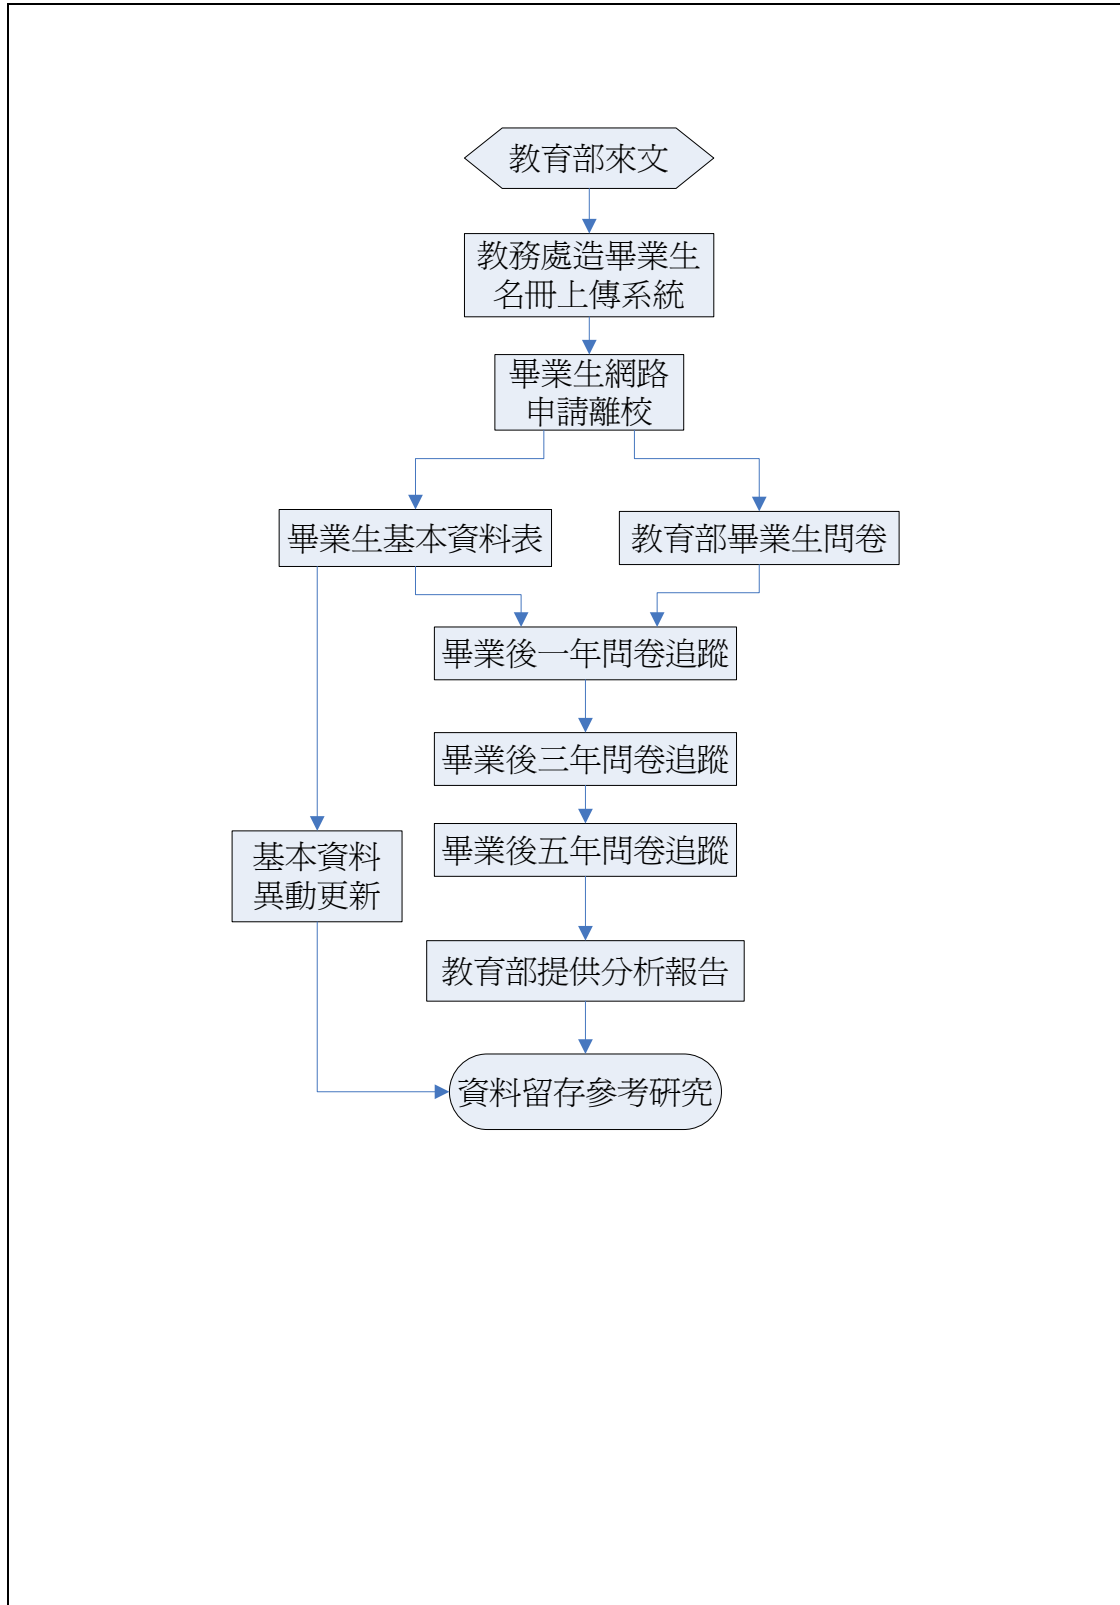 教育部來文
教務處造畢業生
名冊上傳系統
畢業生網路
申請離校
畢業生基本資料表
教育部畢業生問卷
畢業後一年問卷追蹤
畢業後三年問卷追蹤
畢業後五年問卷追蹤
基本資料
異動更新
教育部提供分析報告
資料留存參考研究